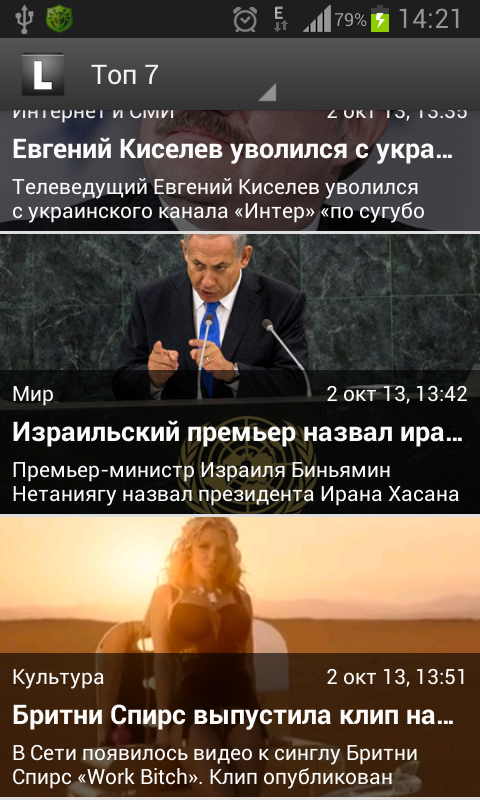 E
79%
14:21
L
Топ 7
Интернет и СМИ
2 окт 13, 13:35
Евгений Киселев уволился с укра...
Телеведущий Евгений Киселев уволился
с украинского канала «Интер» «по сугубо
Мир
2 окт 13, 13:42
Израильский премьер назвал ира...
Премьер-министр Израиля Биньямин
Нетаниягу назвал президента Ирана Хасана
Культура
2 окт 13, 13:51
Бритни Спирс выпустила клип на...
В Сети появилось видео к синглу Бритни
Спирс «Work Bitch». Клип опубликован